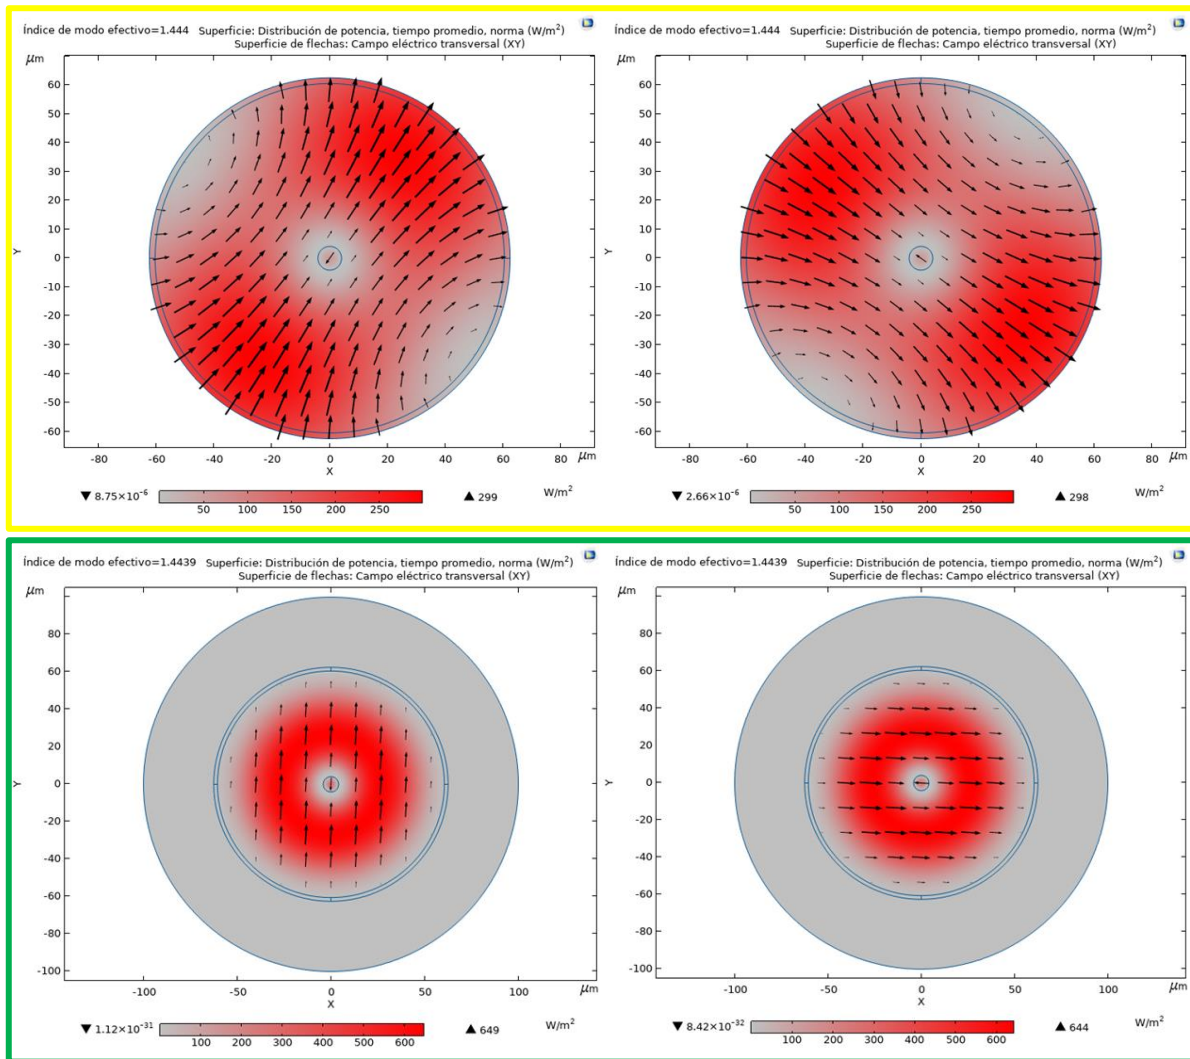 Índice de modo efectivo=1.444 Superficie: Distribución de potencia, tiempo promedio, norma (W/m²)
Superficie de flechas: Campo eléctrico transversal (XY)
μm
60
50
40
30
20
10
0
-10
-20
-30
-40
-50
-60
Y
-80 -60 -40 -20 0 20 40 60 80
X
μm
▼ 8.75×10⁻⁶
50 100 150 200 250
▲ 299
W/m²
Índice de modo efectivo=1.444 Superficie: Distribución de potencia, tiempo promedio, norma (W/m²)
Superficie de flechas: Campo eléctrico transversal (XY)
μm
60
50
40
30
20
10
0
-10
-20
-30
-40
-50
-60
Y
-80 -60 -40 -20 0 20 40 60 80
X
μm
▼ 2.66×10⁻⁶
50 100 150 200 250
▲ 298
W/m²
Índice de modo efectivo=1.4439 Superficie: Distribución de potencia, tiempo promedio, norma (W/m²)
Superficie de flechas: Campo eléctrico transversal (XY)
μm
80
60
40
20
0
-20
-40
-60
-80
-100
Y
-100 -50 0 50 100
X
μm
▼ 1.12×10⁻³¹
100 200 300 400 500 600
▲ 649
W/m²
Índice de modo efectivo=1.4439 Superficie: Distribución de potencia, tiempo promedio, norma (W/m²)
Superficie de flechas: Campo eléctrico transversal (XY)
μm
80
60
40
20
0
-20
-40
-60
-80
-100
Y
-100 -50 0 50 100
X
μm
▼ 8.42×10⁻³²
100 200 300 400 500 600
▲ 644
W/m²